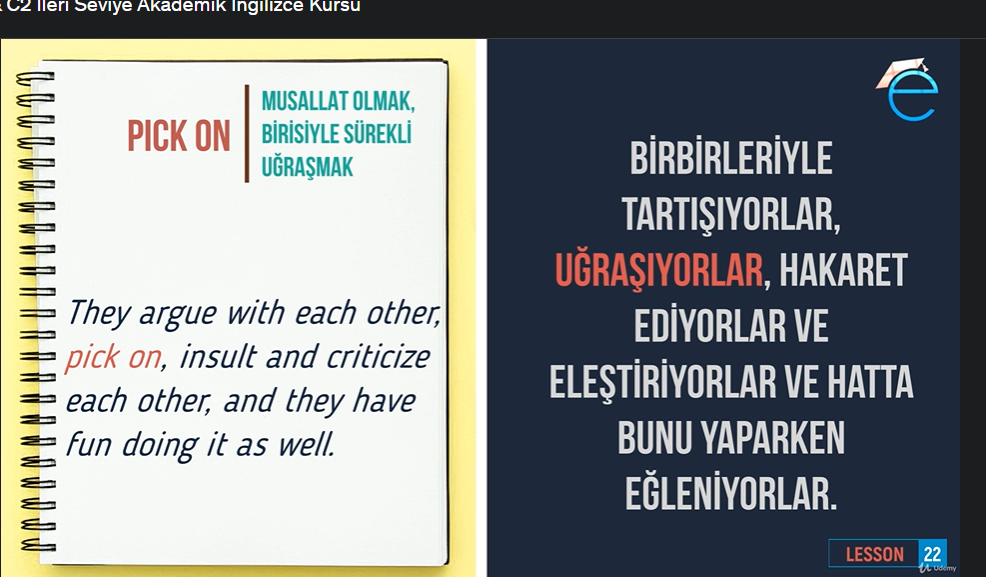 C2 İleri Seviye Akademik İngilizce Kursu
PICK ON
MUSALLAT OLMAK,
BİRİSİYLE SÜREKLİ
UĞRAŞMAK
They argue with each other,
pick on, insult and criticize
each other, and they have
fun doing it as well.
e
BİRBİRLERİYLE
TARTIŞIYORLAR,
UĞRAŞIYORLAR, HAKARET
EDİYORLAR VE
ELEŞTİRİYORLAR VE HATTA
BUNU YAPARKEN
EĞLENİYORLAR.
LESSON 22
Udemy